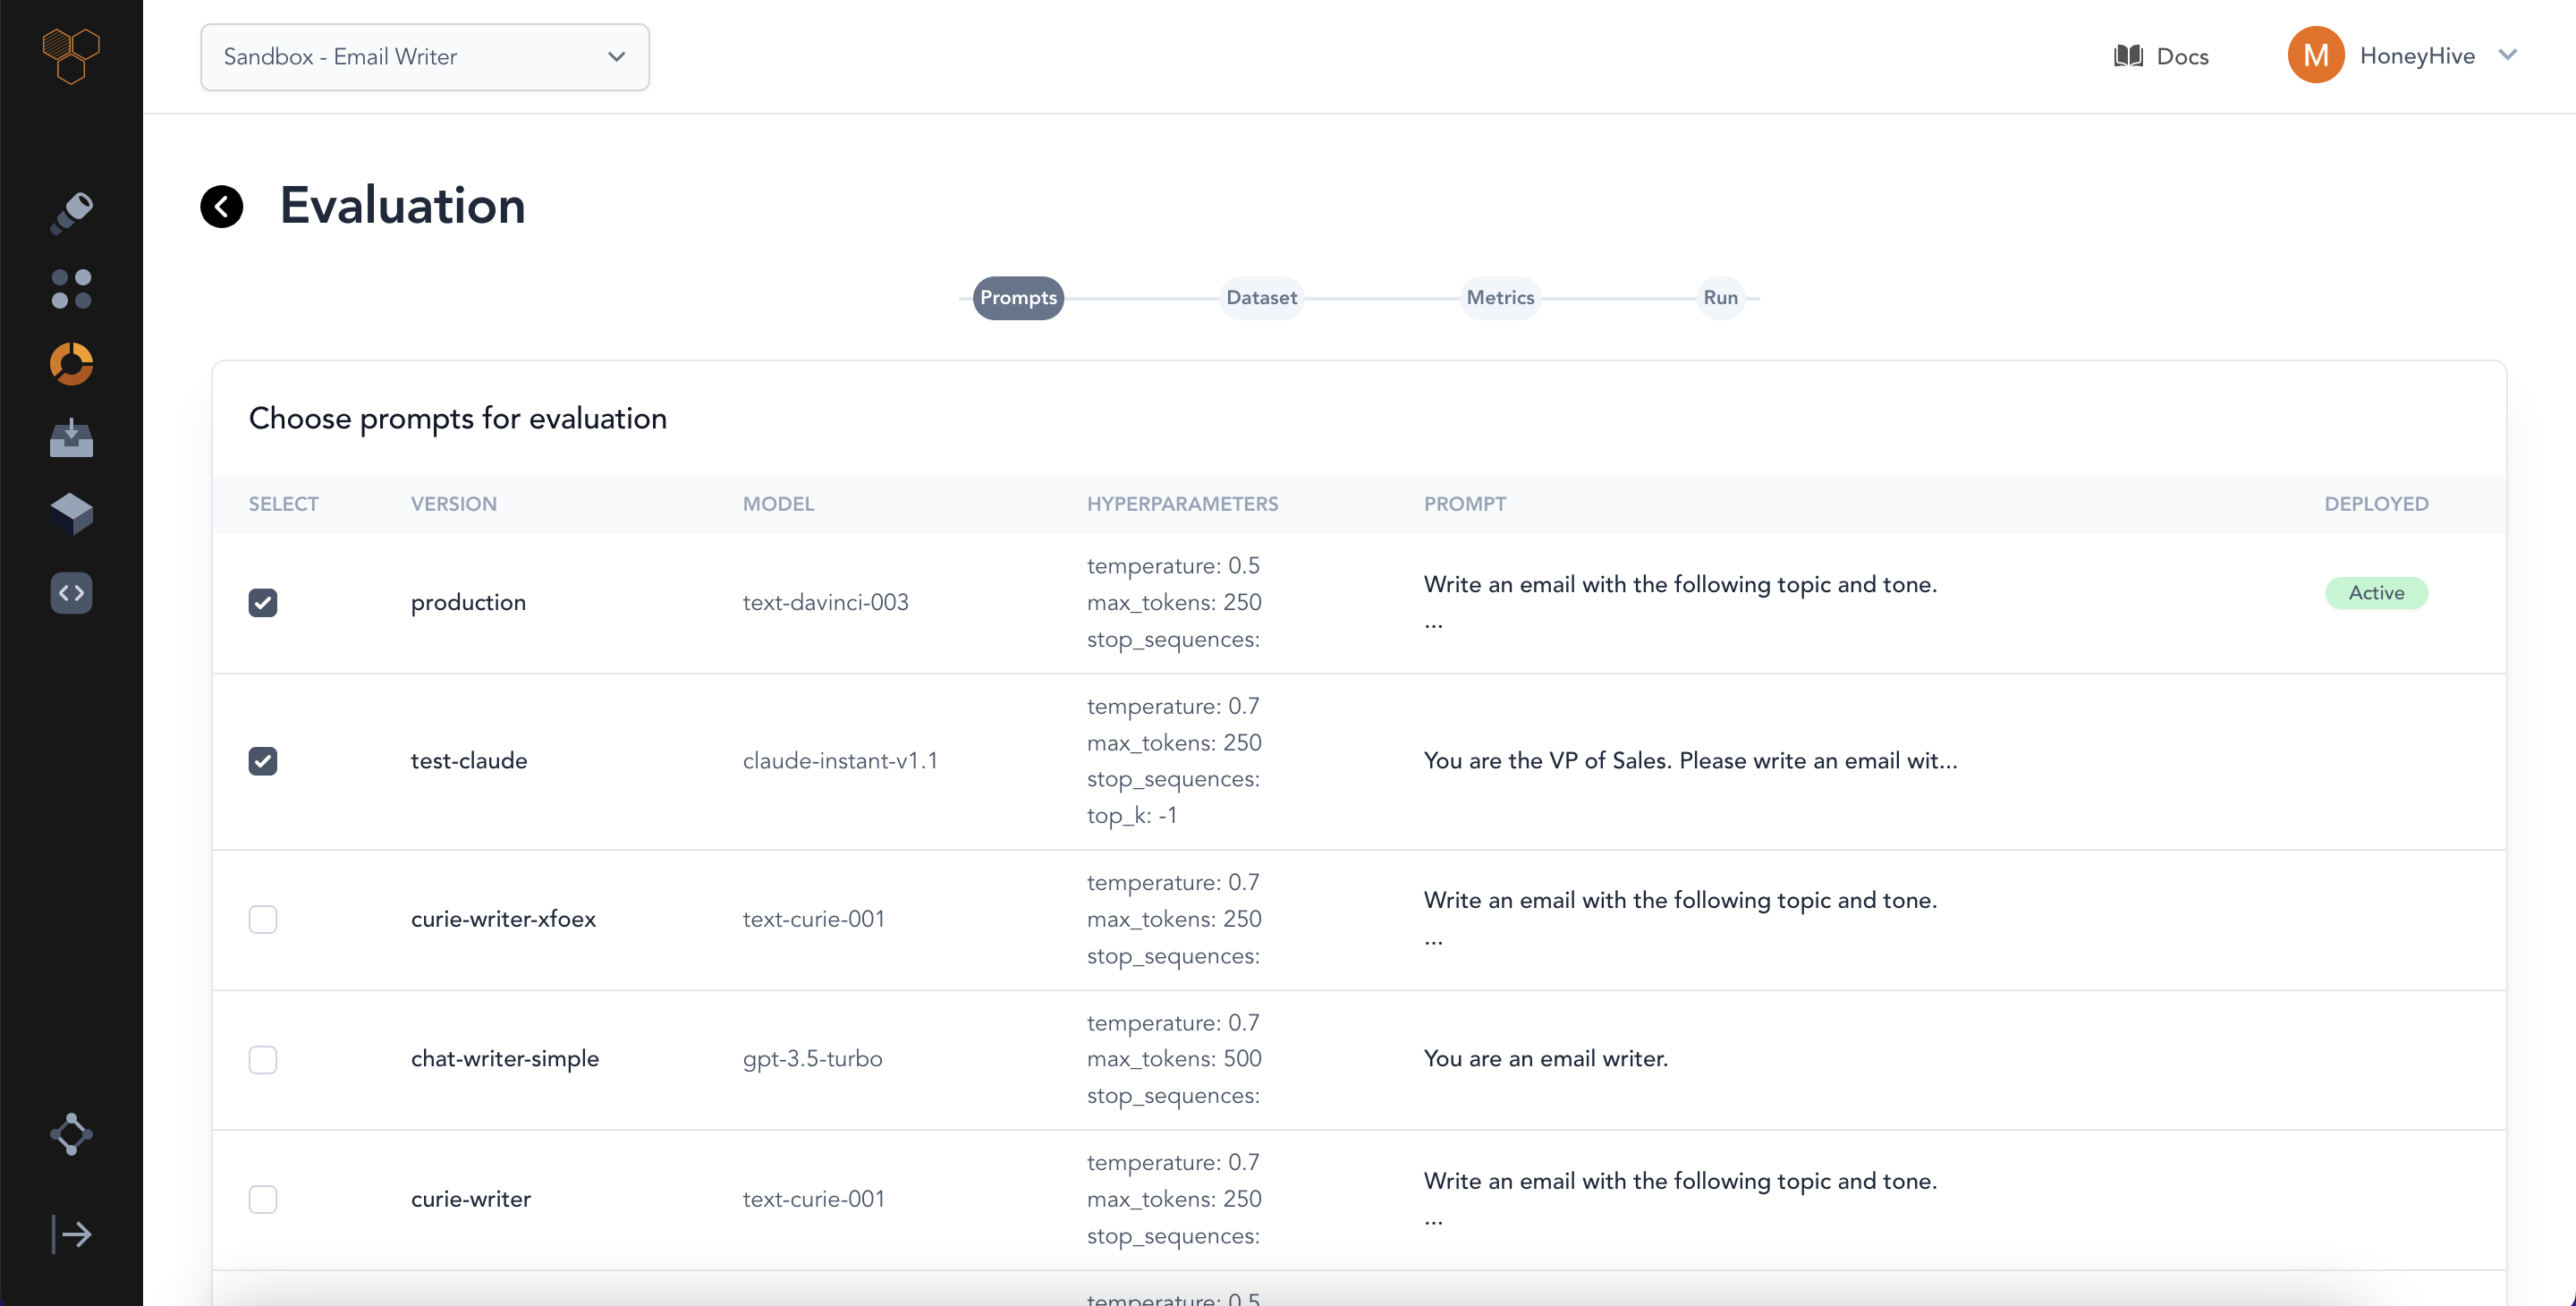 Sandbox - Email Writer
Docs
M
HoneyHive
Evaluation
Prompts
Dataset
Metrics
Run
Choose prompts for evaluation
SELECT VERSION MODEL HYPERPARAMETERS PROMPT DEPLOYED
production
text-davinci-003
temperature: 0.5
max_tokens: 250
stop_sequences:
Write an email with the following topic and tone.
...
Active
test-claude
claude-instant-v1.1
temperature: 0.7
max_tokens: 250
stop_sequences:
top_k: -1
You are the VP of Sales. Please write an email wit...
curie-writer-xfoex
text-curie-001
temperature: 0.7
max_tokens: 250
stop_sequences:
Write an email with the following topic and tone.
...
chat-writer-simple
gpt-3.5-turbo
temperature: 0.7
max_tokens: 500
stop_sequences:
You are an email writer.
curie-writer
text-curie-001
temperature: 0.7
max_tokens: 250
stop_sequences:
Write an email with the following topic and tone.
...
temperature: 0.5